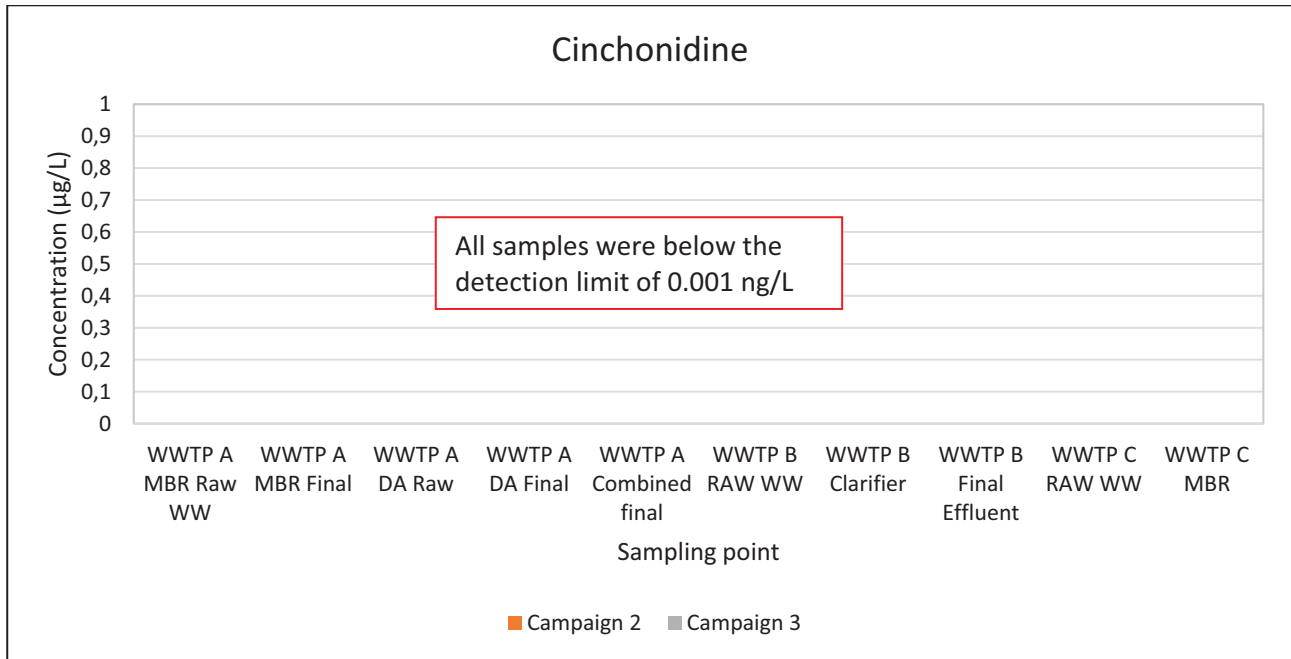 Cinchonidine
Concentration (µg/L)
1
0,9
0,8
0,7
0,6
0,5
0,4
0,3
0,2
0,1
0
All samples were below the
detection limit of 0.001 ng/L
WWTP A
MBR Raw
WW
WWTP A
MBR Final
WWTP A
DA Raw
WWTP A
DA Final
WWTP A
Combined
final
WWTP B
RAW WW
WWTP B
Clarifier
WWTP B
Final
Effluent
WWTP C
RAW WW
WWTP C
MBR
Sampling point
Campaign 2
Campaign 3